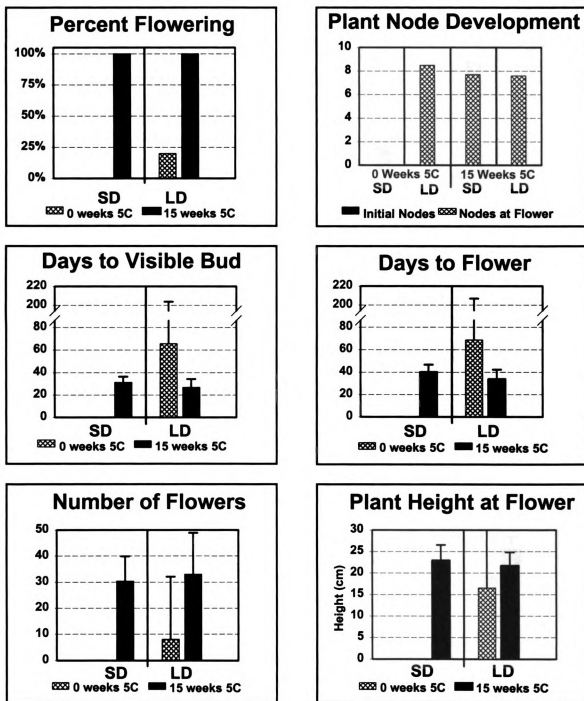 Percent Flowering
100%
75%
50%
25%
0%
SD LD
0 weeks 5C 15 weeks 5C
Plant Node Development
10
8
6
4
2
0
0 Weeks 5C 15 Weeks 5C
SD LD SD LD
Initial Nodes Nodes at Flower
Days to Visible Bud
220
200
80
60
40
20
0
SD LD
0 weeks 5C 15 weeks 5C
Days to Flower
220
200
80
60
40
20
0
SD LD
0 weeks 5C 15 weeks 5C
Number of Flowers
50
40
30
20
10
0
SD LD
0 weeks 5C 15 weeks 5C
Plant Height at Flower
Height (cm)
30
25
20
15
10
5
0
SD LD
0 weeks 5C 15 weeks 5C